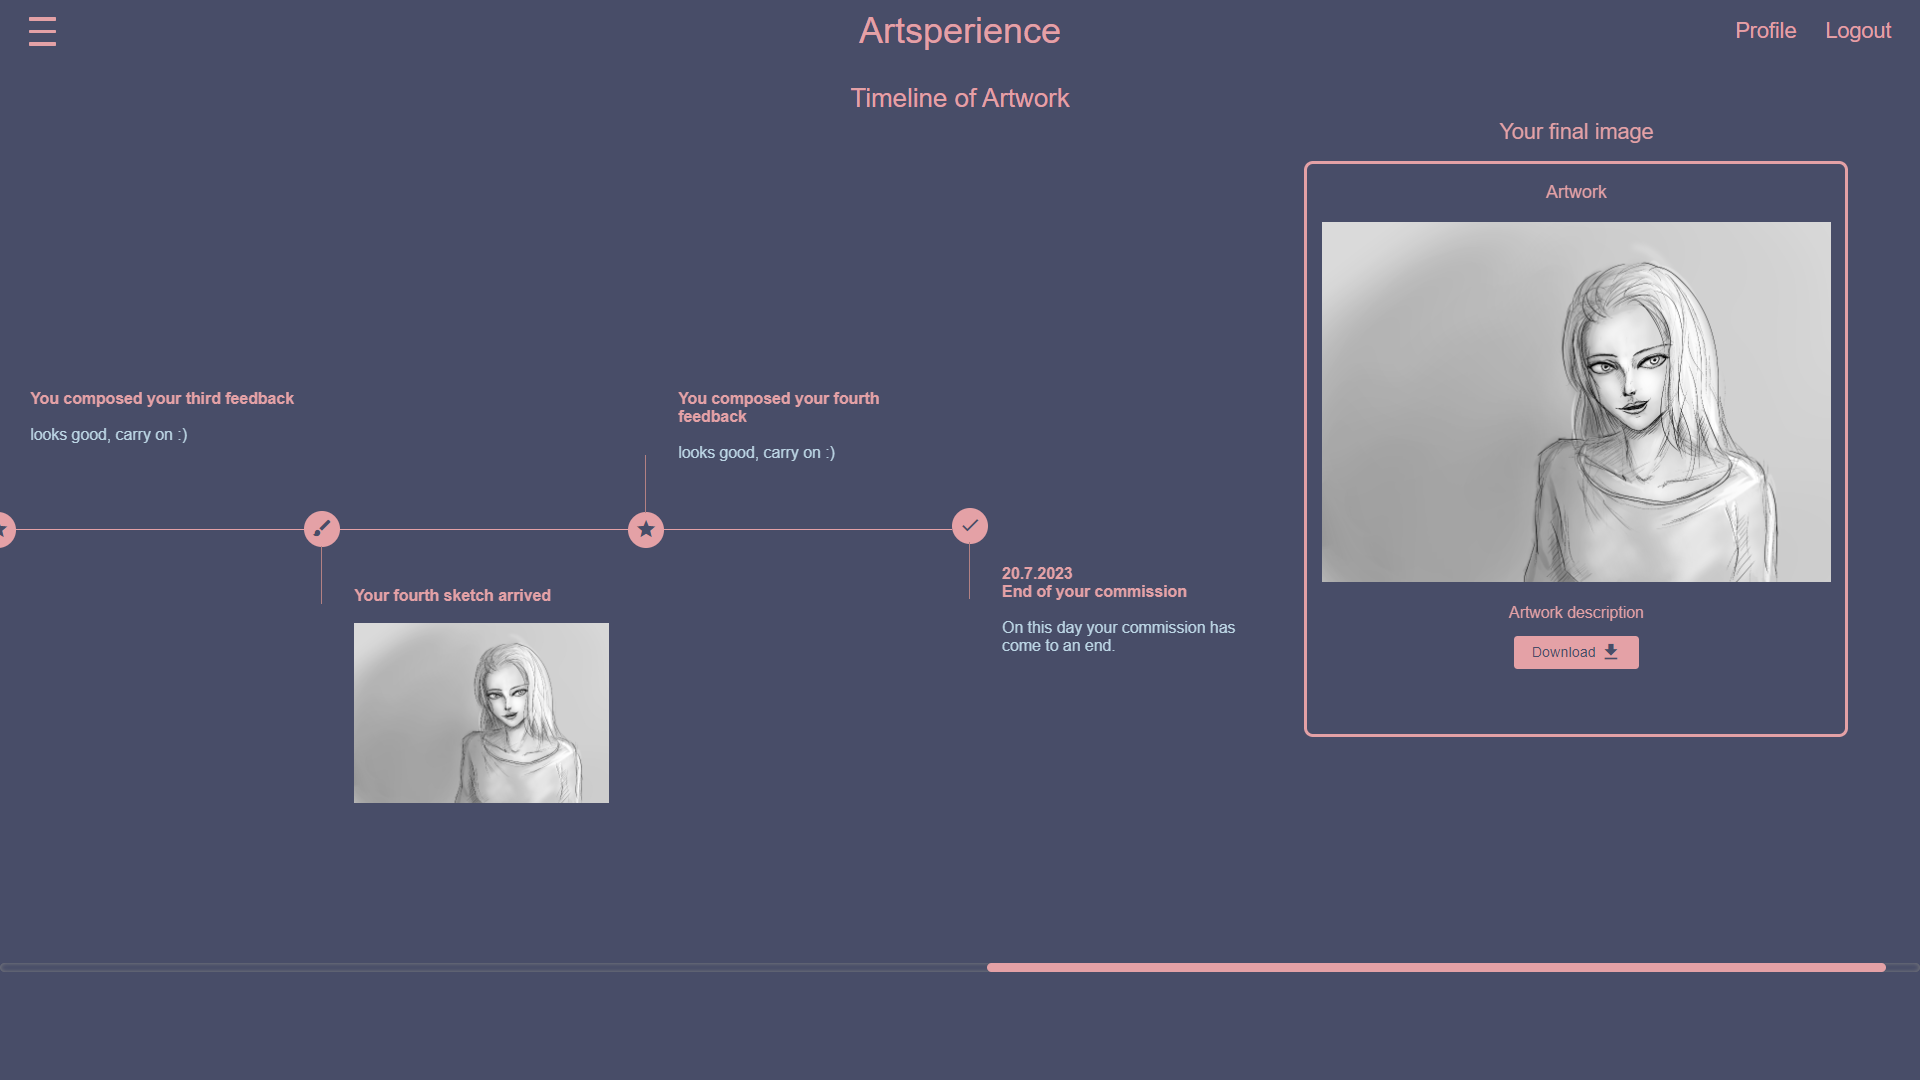 Artsperience
Profile
Logout
Timeline of Artwork
Your final image
Artwork
You composed your third feedback
looks good, carry on :)
You composed your fourth
feedback
looks good, carry on :)
Your fourth sketch arrived
20.7.2023
End of your commission
On this day your commission has
come to an end.
Artwork description
Download